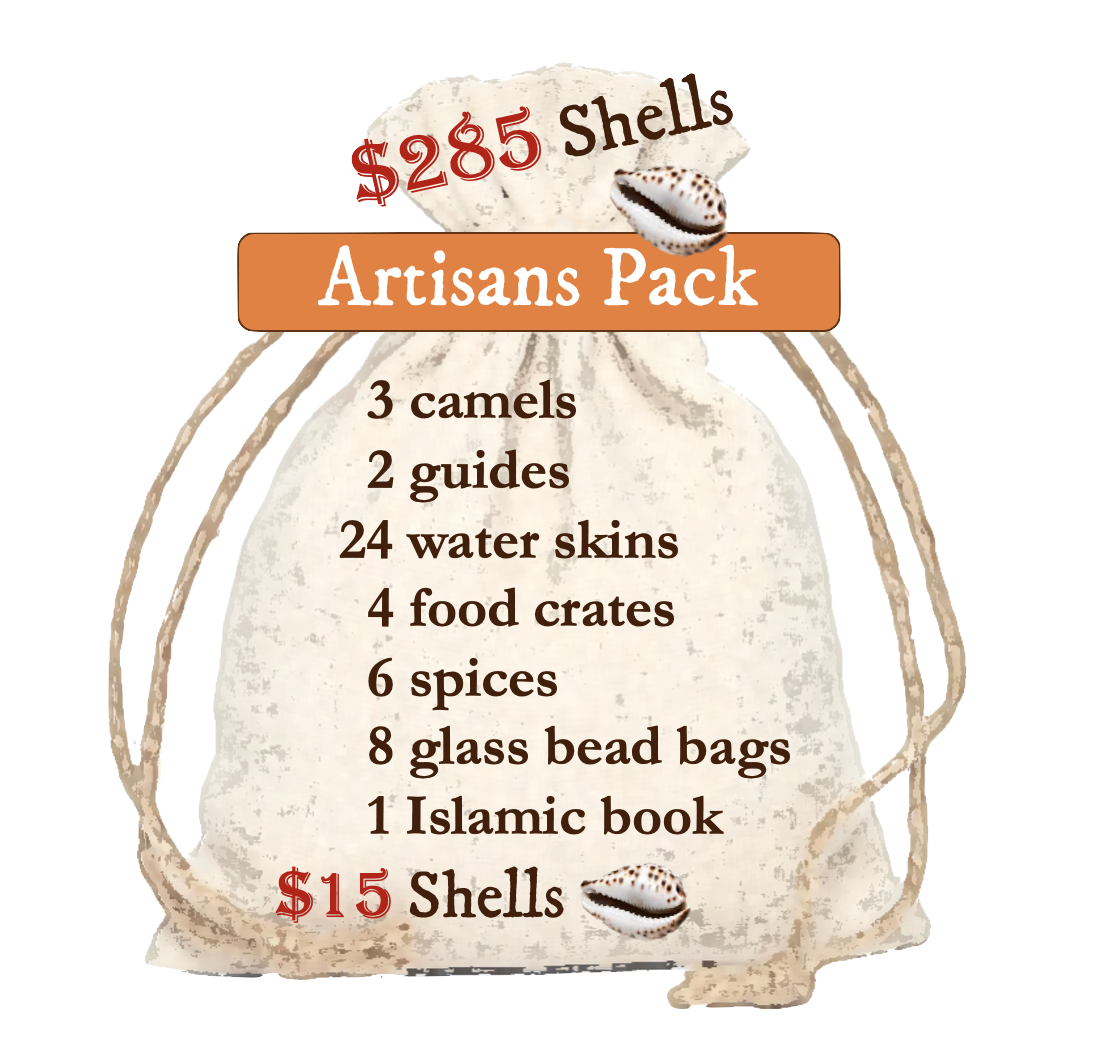 $285 Shells
Artisans Pack
3 camels
2 guides
24 water skins
4 food crates
6 spices
8 glass bead bags
1 Islamic book
$15 Shells